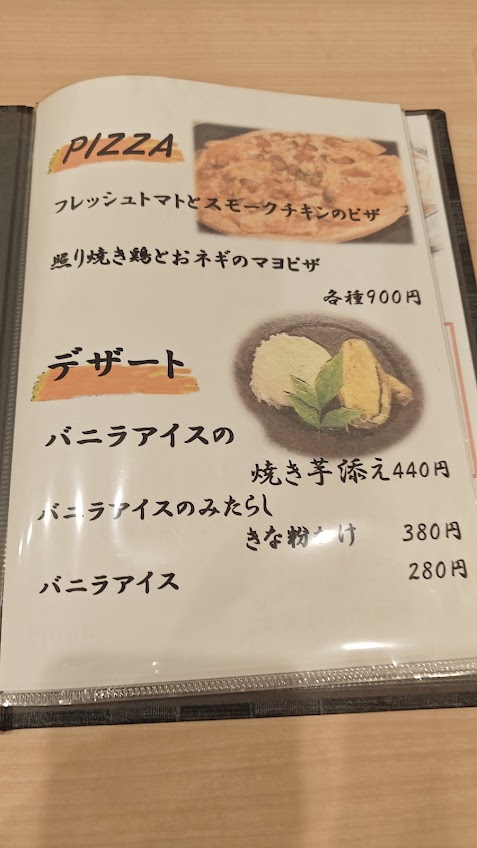 PIZZA
フレッシュトマトとスモークチキンのピザ
照り焼き鶏とおネギのマヨピザ
各種900円
デザート
バニラアイスの
焼き芋添え440円
バニラアイスのみたらし
きな粉かけ 380円
バニラアイス 280円